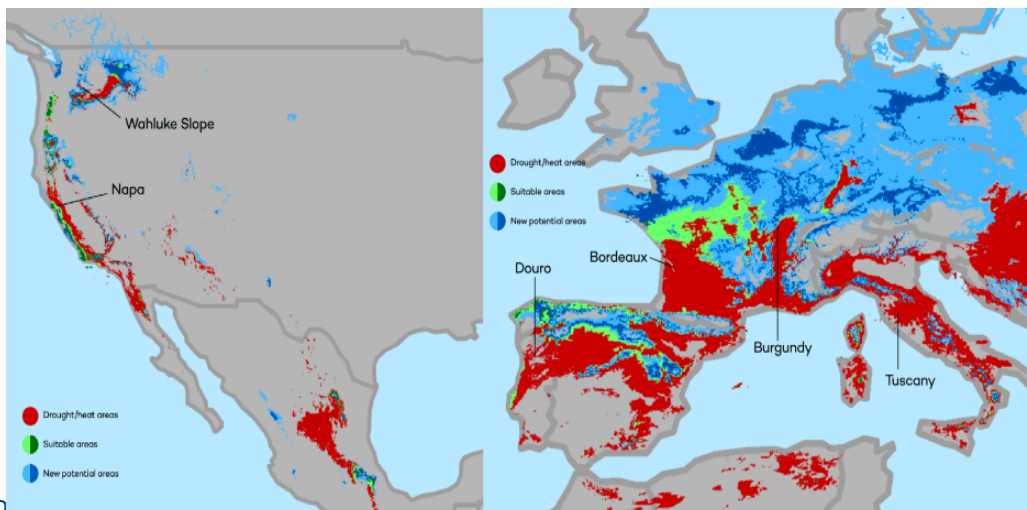 Wahluke Slope
Napa
Drought/heat areas
Suitable areas
New potential areas
Drought/heat areas
Suitable areas
New potential areas
Bordeaux
Douro
Burgundy
Tuscany